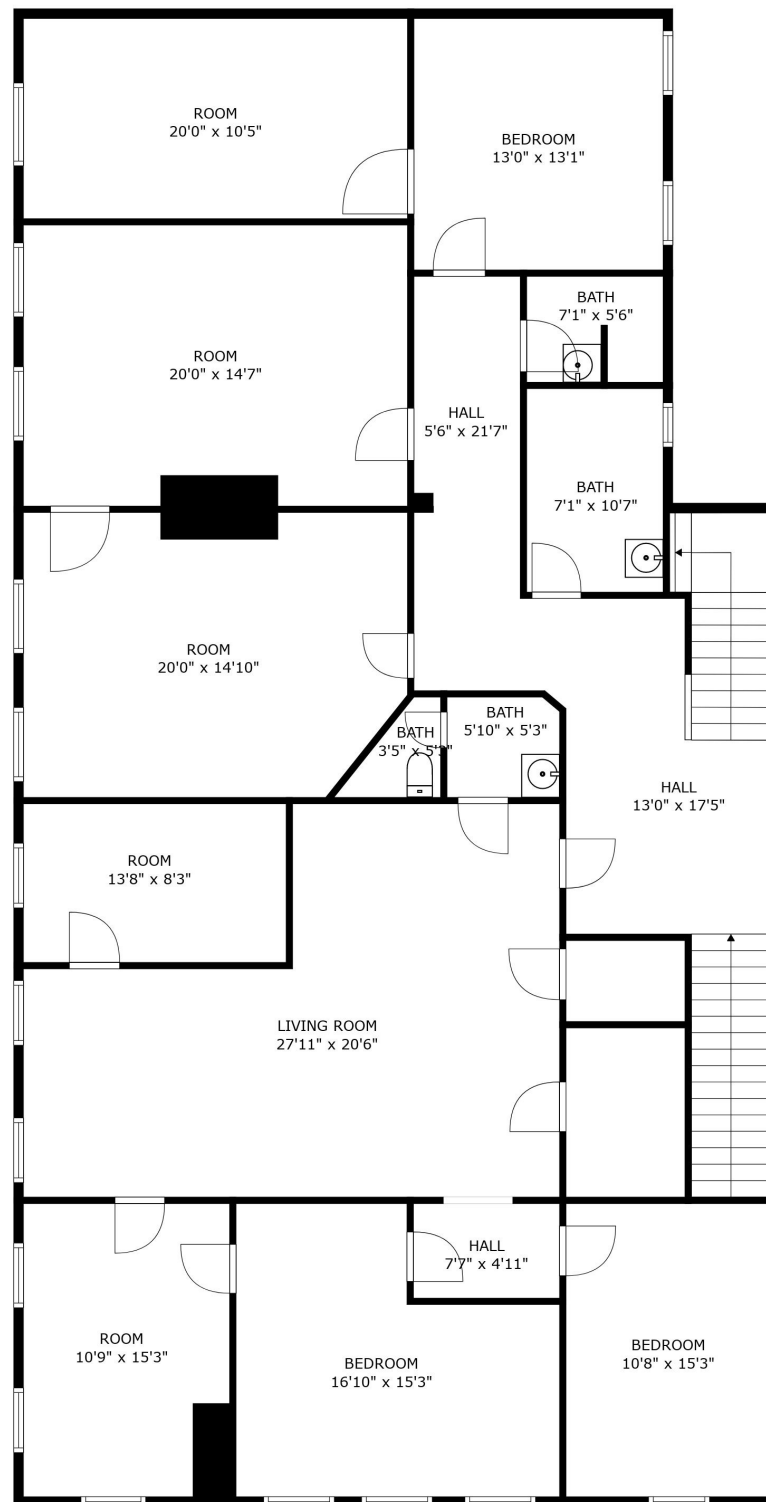 ROOM
20'0" x 10'5"
BEDROOM
13'0" x 13'1"
BATH
7'1" x 5'6"
ROOM
20'0" x 14'7"
HALL
5'6" x 21'7"
BATH
7'1" x 10'7"
ROOM
20'0" x 14'10"
BATH
3'5" x 5'3"
BATH
5'10" x 5'3"
HALL
13'0" x 17'5"
ROOM
13'8" x 8'3"
LIVING ROOM
27'11" x 20'6"
HALL
7'7" x 4'11"
ROOM
10'9" x 15'3"
BEDROOM
16'10" x 15'3"
BEDROOM
10'8" x 15'3"